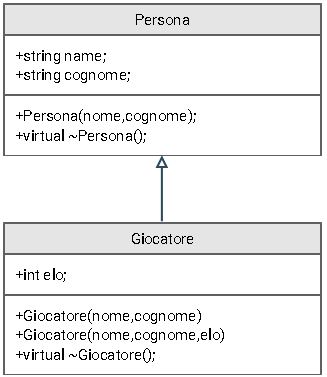 Persona
+string name;
+string cognome;
+Persona(nome,cognome);
+virtual ~Persona();
Giocatore
+int elo;
+Giocatore(nome,cognome)
+Giocatore(nome,cognome,elo)
+virtual ~Giocatore();